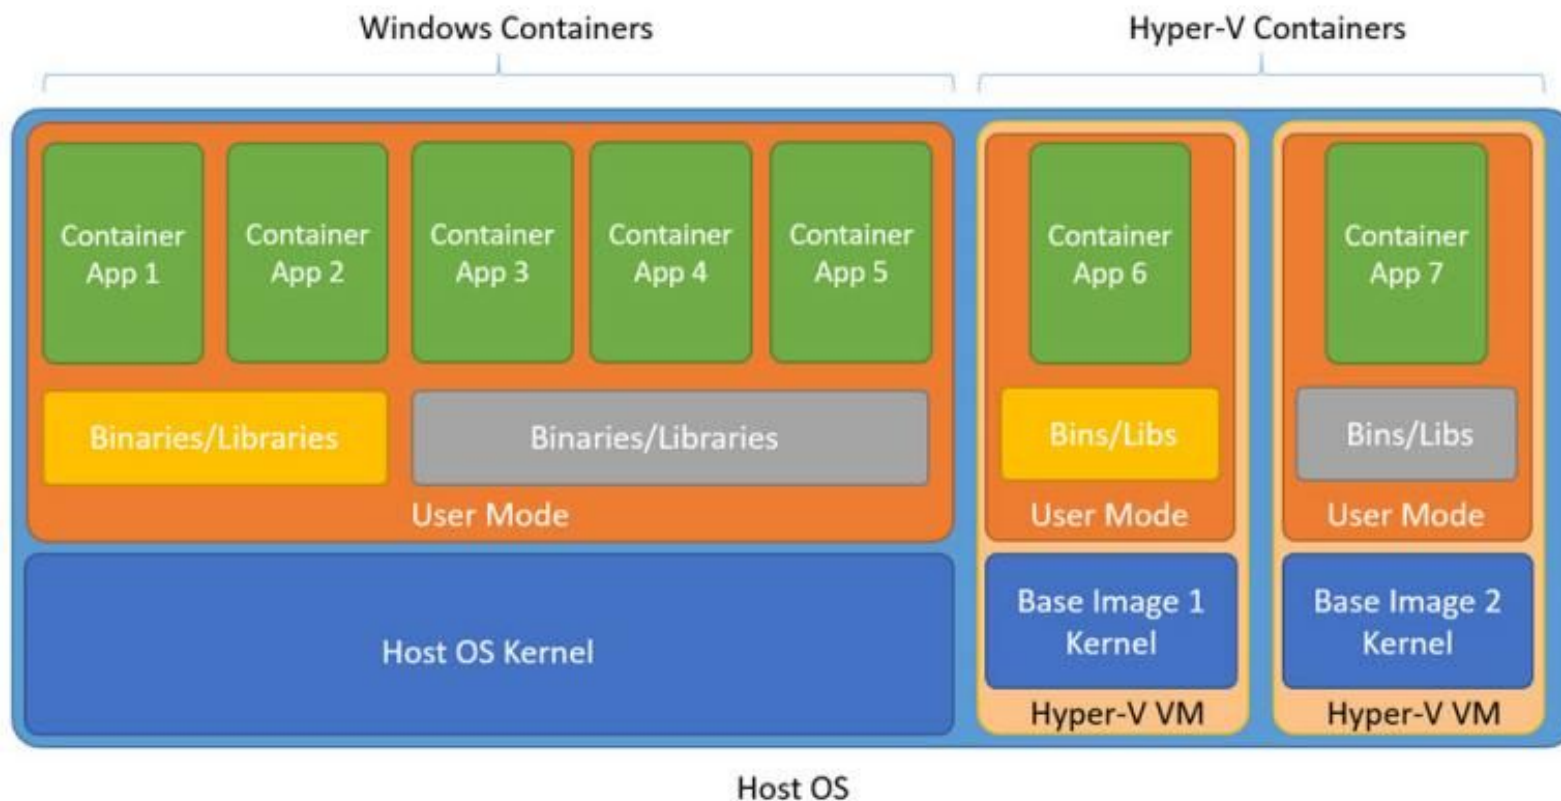 Windows Containers
Hyper-V Containers
Container
App 1
Container
App 2
Container
App 3
Container
App 4
Container
App 5
Container
App 6
Container
App 7
Binaries/Libraries
Binaries/Libraries
Bins/Libs
Bins/Libs
User Mode
User Mode
User Mode
Host OS Kernel
Base Image 1
Kernel
Base Image 2
Kernel
Hyper-V VM
Hyper-V VM
Host OS